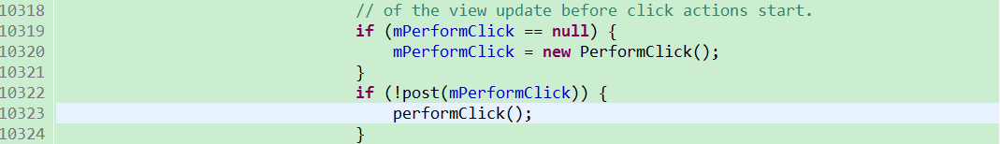 10318 // of the view update before click actions start.
10319 if (mPerformClick == null) {
10320 mPerformClick = new PerformClick();
10321 }
10322 if (!post(mPerformClick)) {
10323 performClick();
10324 }